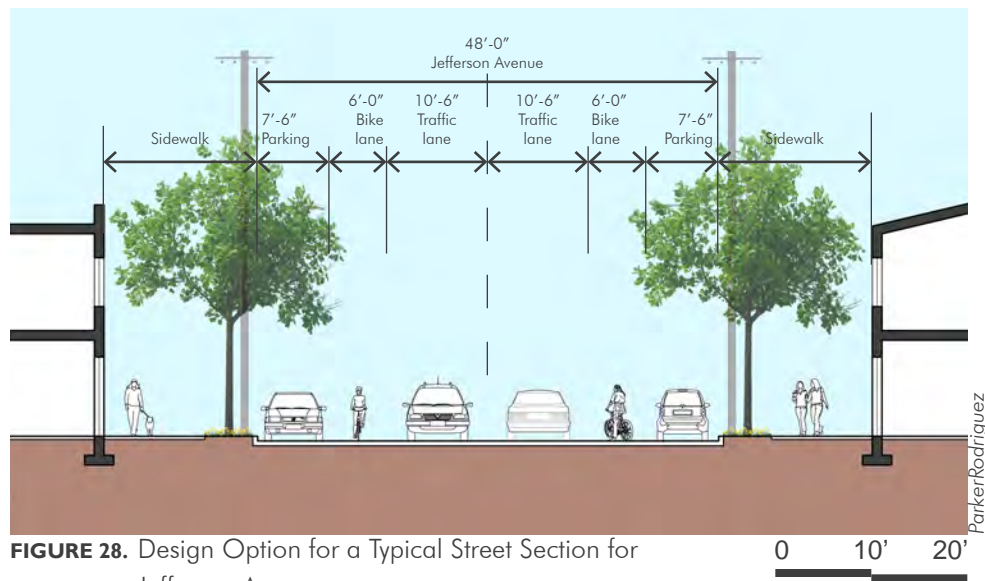 48'-0"
Jefferson Avenue
Sidewalk
7'-6"
Parking
6'-0"
Bike
lane
10'-6"
Traffic
lane
10'-6"
Traffic
lane
6'-0"
Bike
lane
7'-6"
Parking
Sidewalk
ParkerRodriquez
FIGURE 28. Design Option for a Typical Street Section for
0 10' 20'